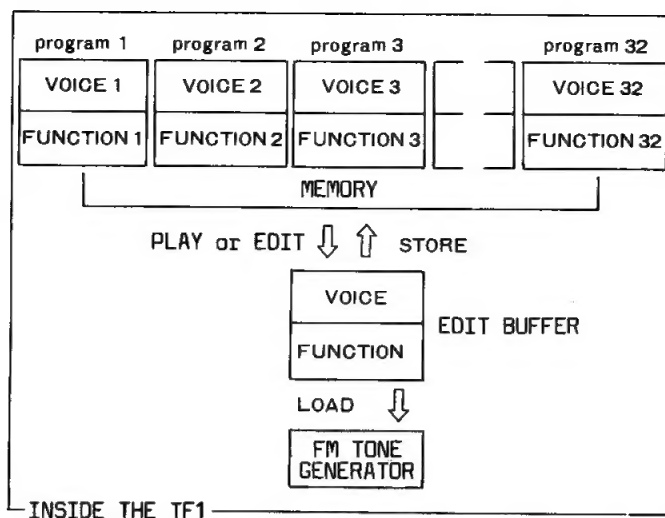 program 1 program 2 program 3 program 32
VOICE 1 VOICE 2 VOICE 3 VOICE 32
FUNCTION 1 FUNCTION 2 FUNCTION 3 FUNCTION 32
MEMORY
PLAY or EDIT STORE
VOICE
EDIT BUFFER
FUNCTION
LOAD
FM TONE
GENERATOR
INSIDE THE TF1